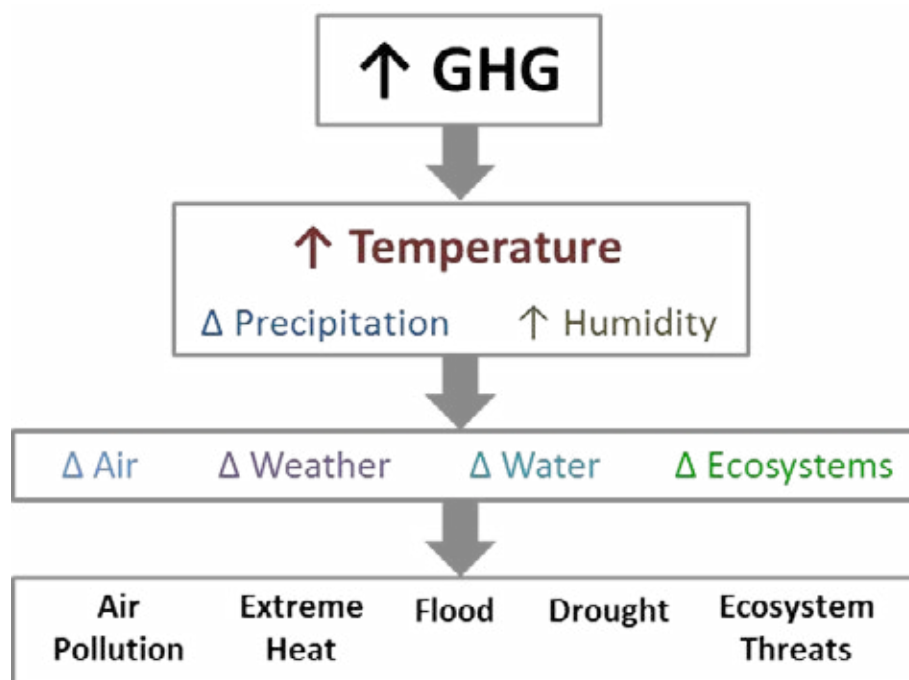 ↑ GHG
↑ Temperature
Δ Precipitation ↑ Humidity
Δ Air Δ Weather Δ Water Δ Ecosystems
Air Pollution
Extreme Heat
Flood
Drought
Ecosystem Threats